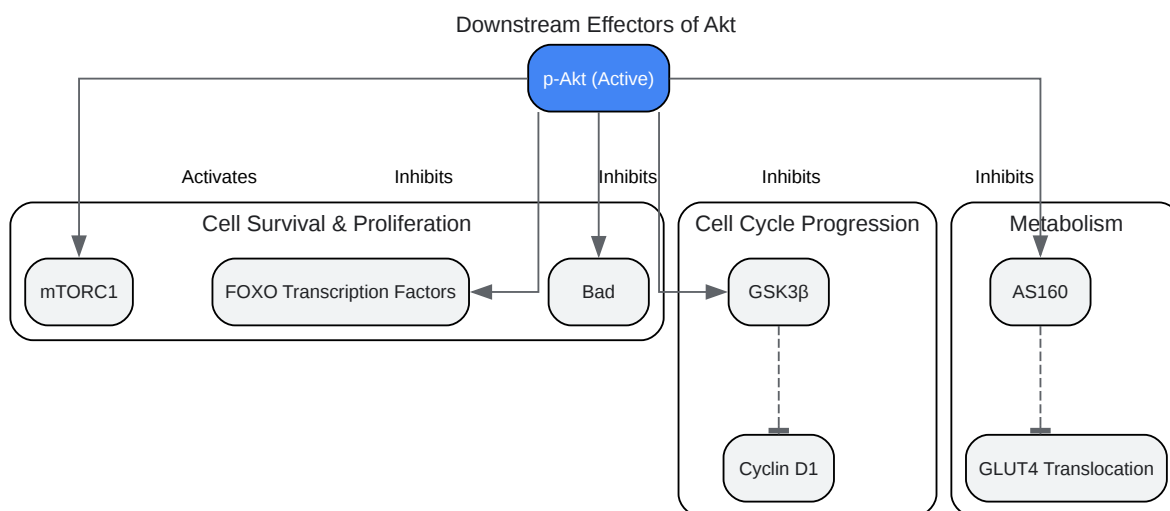 Downstream Effectors of Akt
p-Akt (Active)
Activates
Inhibits
Inhibits
Inhibits
Inhibits
Cell Survival & Proliferation
Cell Cycle Progression
Metabolism
mTORC1
FOXO Transcription Factors
Bad
GSK3β
AS160
Cyclin D1
GLUT4 Translocation